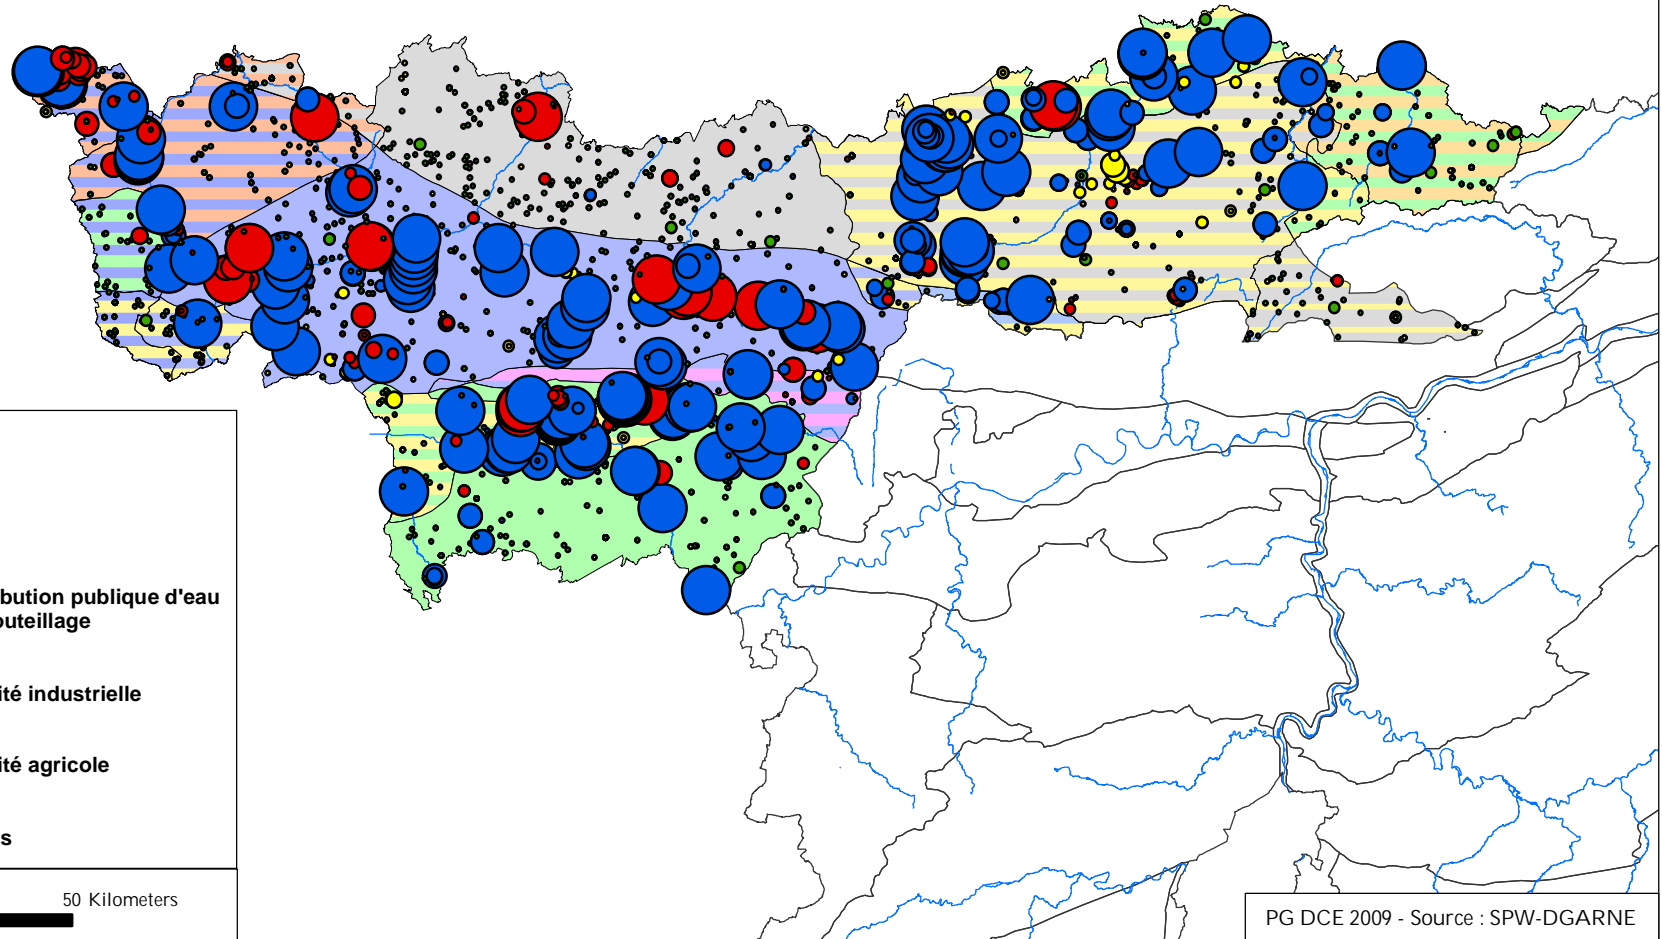 bution publique d'eau
outeillage
ité industrielle
ité agricole
s
50 Kilometers
PG DCE 2009 - Source : SPW-DGARNE